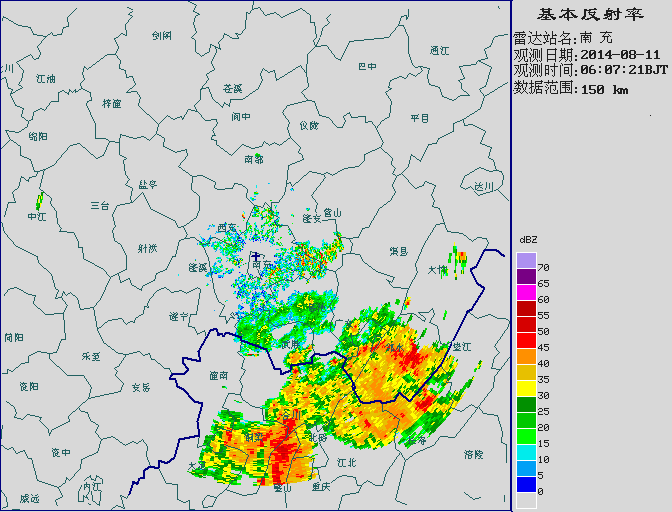 基本反射率
雷达站名:南 充
观测日期:2014-08-11
观测时间:06:07:21BJT
数据范围:150 km
剑阁
通江
川
江油
巴中
苍溪
梓潼
阆中
仪陇
平昌
绵阳
南部
达川
盐亭
三台
中江
蓬安
营山
西充
射洪
渠县
南充
大竹
蓬溪
遂宁
广
简阳
武胜
垫江
乐至
潼南
资阳
安岳
合川
铜梁
北碚
长寿
资中
大足
江北
涪陵
内江
璧山
重庆
威远
dBZ
70
65
60
55
50
45
40
35
30
25
20
15
10
5
0